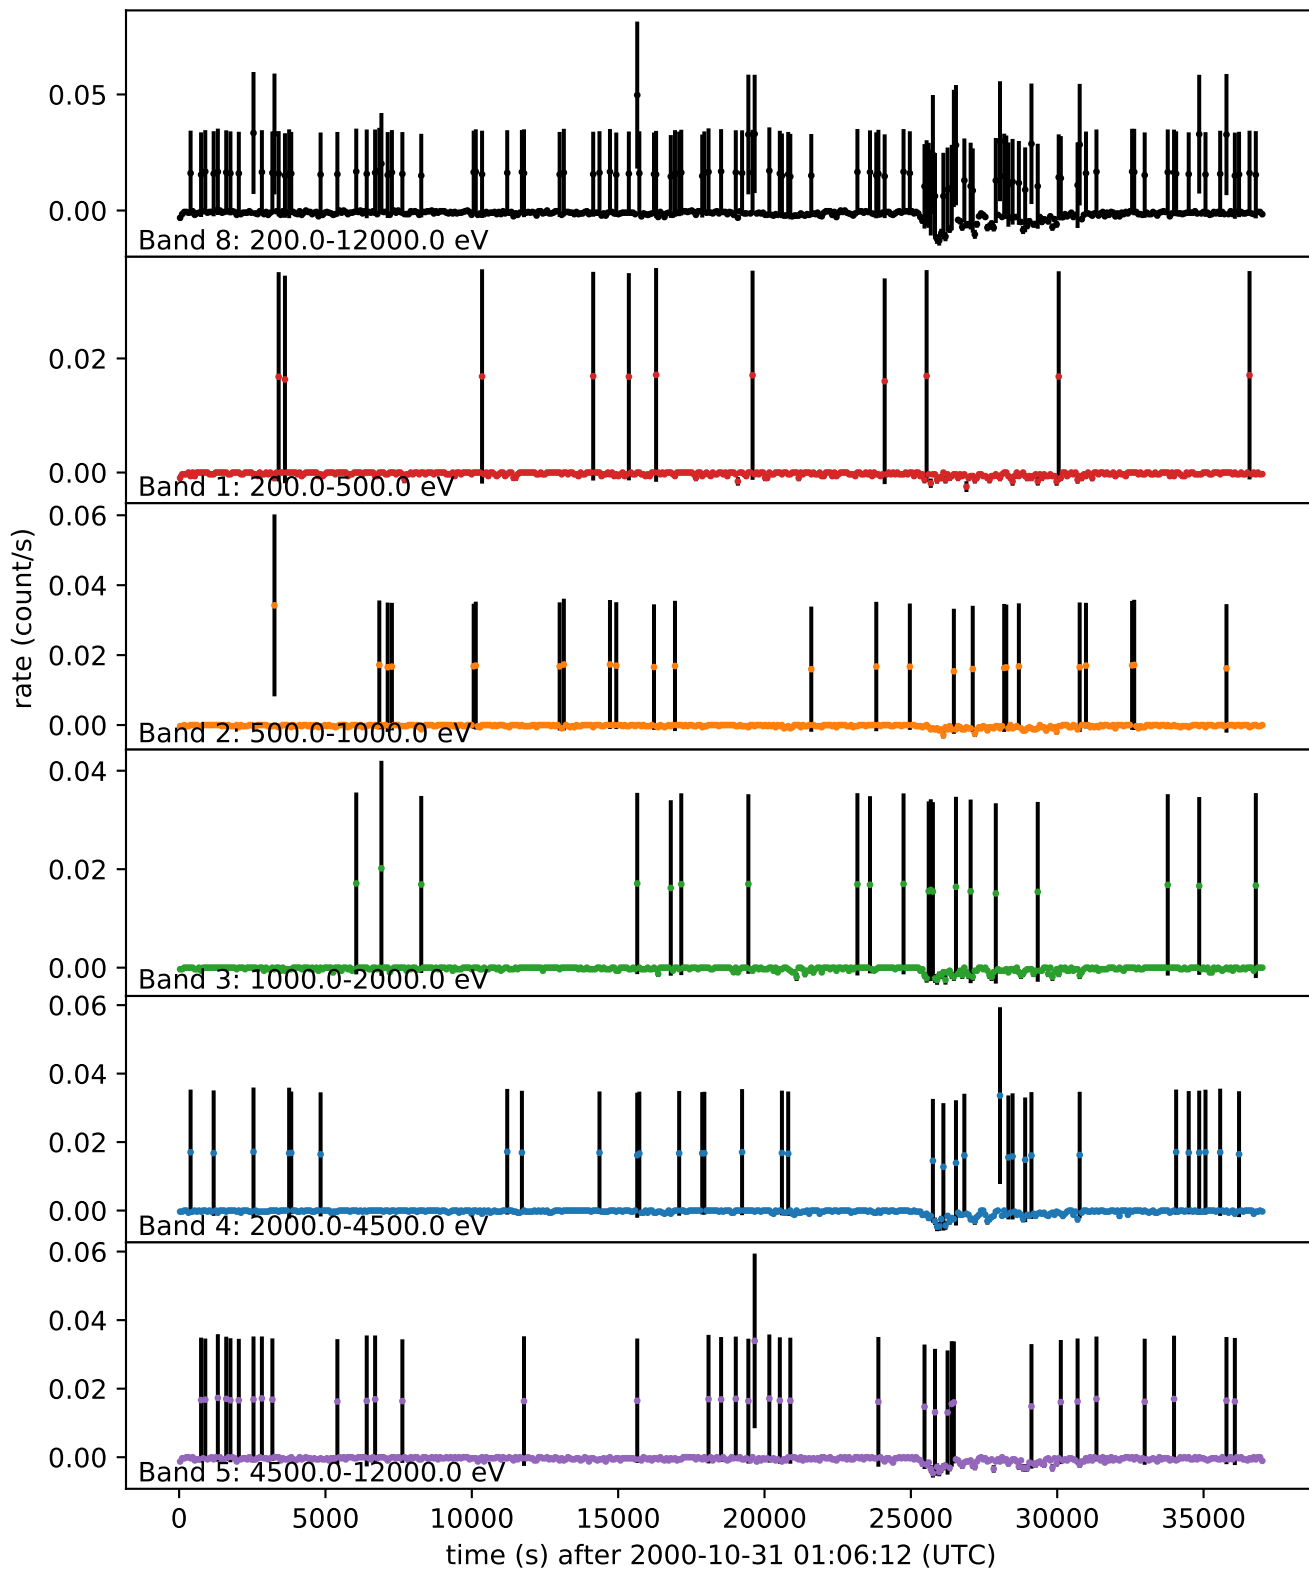 0.05
0.00
Band 8: 200.0-12000.0 eV
0.02
0.00
Band 1: 200.0-500.0 eV
0.06
0.04
0.02
0.00
Band 2: 500.0-1000.0 eV
rate (count/s)
0.04
0.02
0.00
Band 3: 1000.0-2000.0 eV
0.06
0.04
0.02
0.00
Band 4: 2000.0-4500.0 eV
0.06
0.04
0.02
0.00
Band 5: 4500.0-12000.0 eV
0 5000 10000 15000 20000 25000 30000 35000
time (s) after 2000-10-31 01:06:12 (UTC)